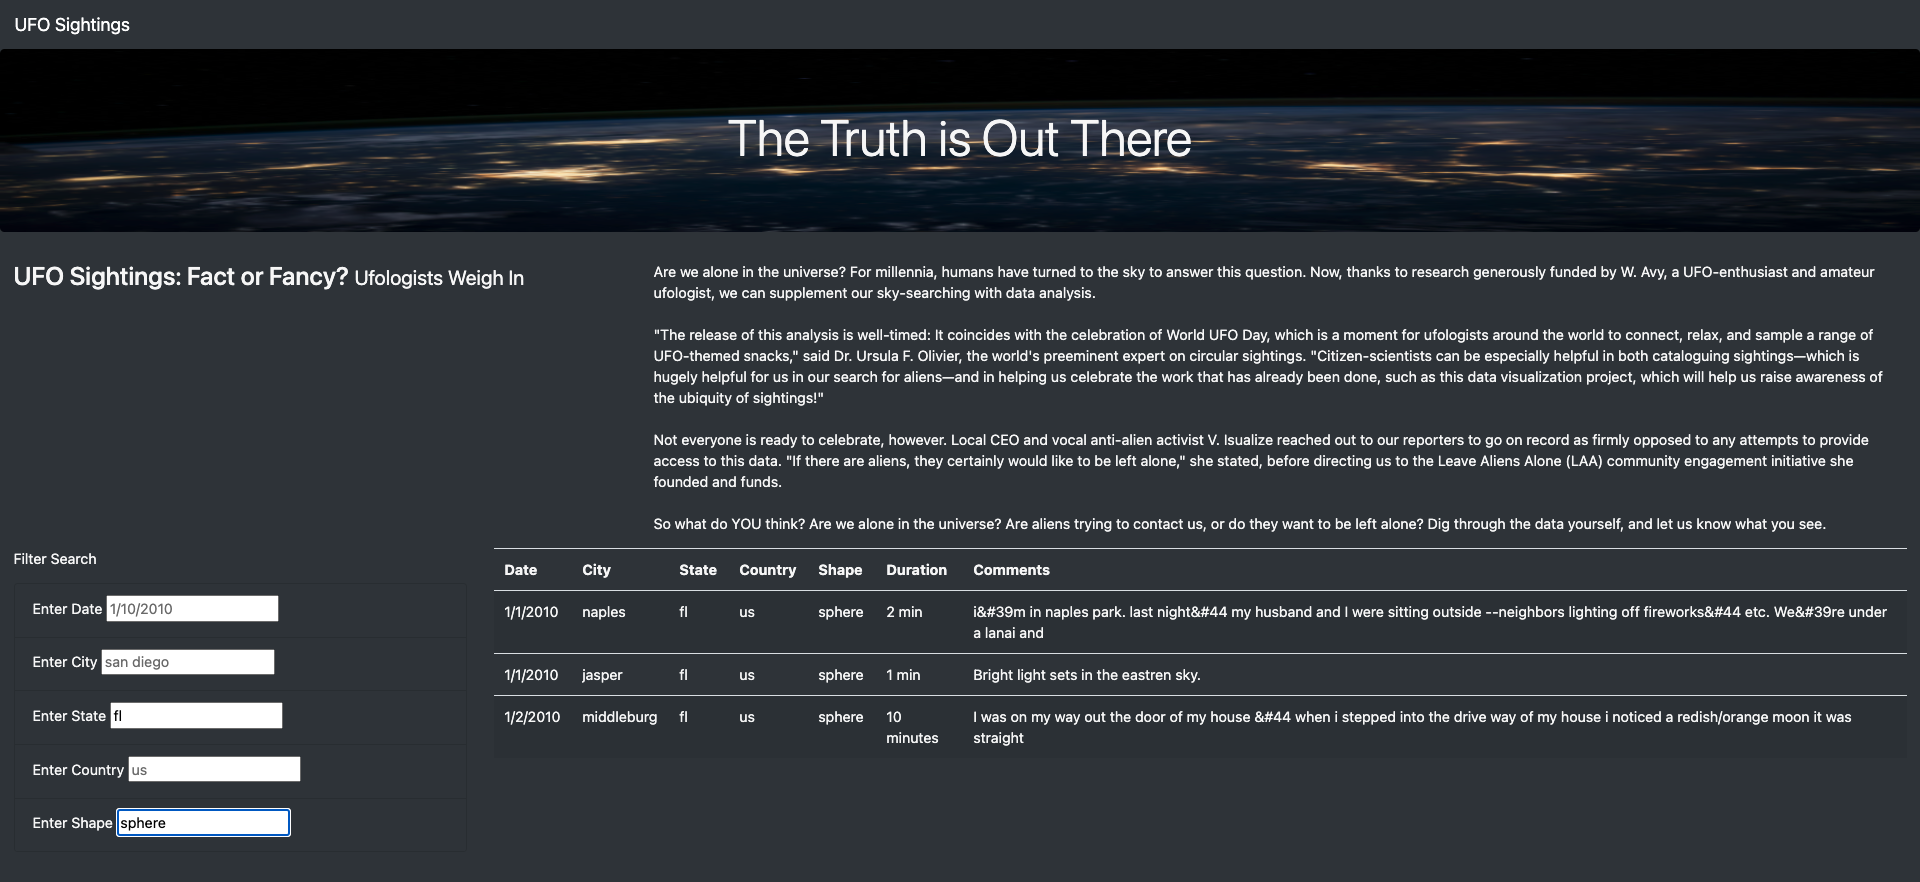 UFO Sightings
The Truth is Out There
UFO Sightings: Fact or Fancy? Ufologists Weigh In
Are we alone in the universe? For millennia, humans have turned to the sky to answer this question. Now, thanks to research generously funded by W. Avy, a UFO-enthusiast and amateur
ufologist, we can supplement our sky-searching with data analysis.
"The release of this analysis is well-timed: It coincides with the celebration of World UFO Day, which is a moment for ufologists around the world to connect, relax, and sample a range of
UFO-themed snacks," said Dr. Ursula F. Olivier, the world's preeminent expert on circular sightings. "Citizen-scientists can be especially helpful in both cataloguing sightings—which is
hugely helpful for us in our search for aliens—and in helping us celebrate the work that has already been done, such as this data visualization project, which will help us raise awareness of
the ubiquity of sightings!"
Not everyone is ready to celebrate, however. Local CEO and vocal anti-alien activist V. Isualize reached out to our reporters to go on record as firmly opposed to any attempts to provide
access to this data. "If there are aliens, they certainly would like to be left alone," she stated, before directing us to the Leave Aliens Alone (LAA) community engagement initiative she
founded and funds.
So what do YOU think? Are we alone in the universe? Are aliens trying to contact us, or do they want to be left alone? Dig through the data yourself, and let us know what you see.
Filter Search
Enter Date 1/10/2010
Enter City san diego
Enter State fl
Enter Country us
Enter Shape sphere
Date City State Country Shape Duration Comments
1/1/2010 naples fl us sphere 2 min i&#39m in naples park. last night&#44 my husband and I were sitting outside --neighbors lighting off fireworks&#44 etc. We&#39re under
a lanai and
1/1/2010 jasper fl us sphere 1 min Bright light sets in the eastren sky.
1/2/2010 middleburg fl us sphere 10 I was on my way out the door of my house &#44 when i stepped into the drive way of my house i noticed a redish/orange moon it was
minutes straight